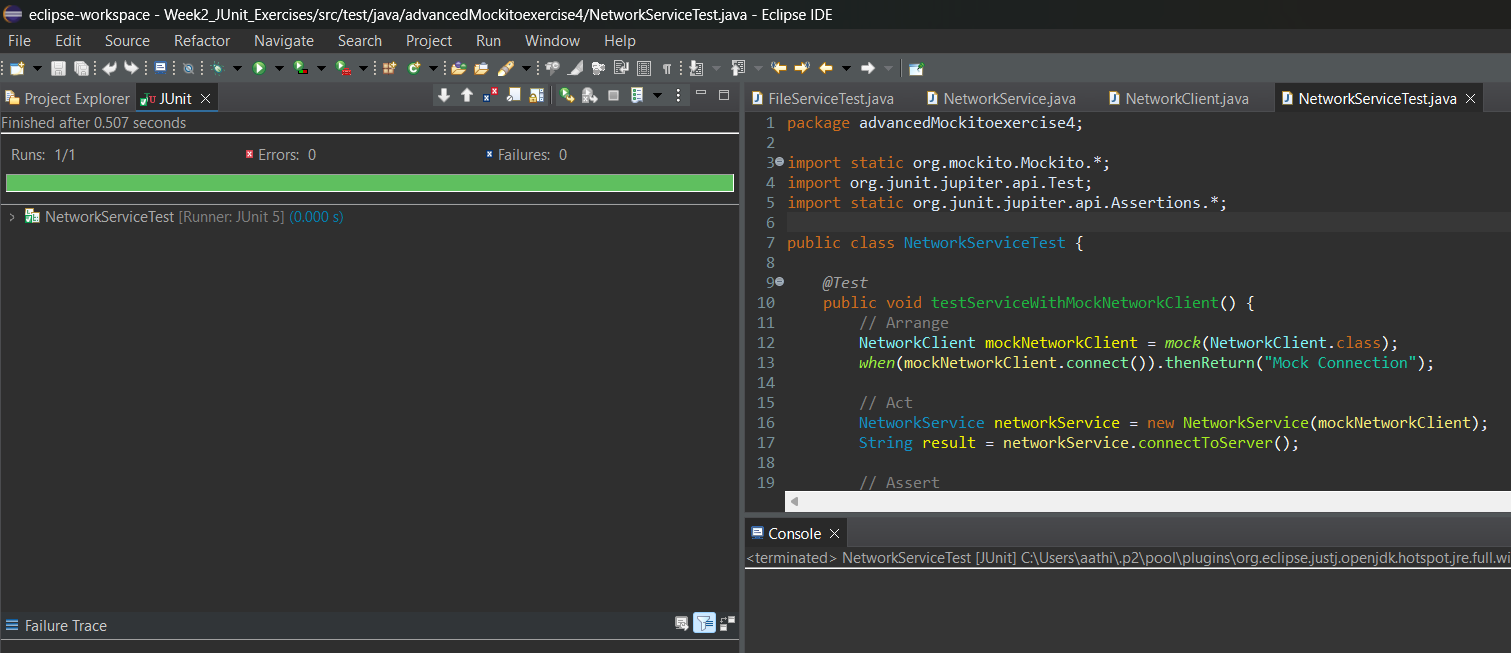 eclipse-workspace - Week2_JUnit_Exercises/src/test/java/advancedMockitoexercise4/NetworkServiceTest.java - Eclipse IDE
File Edit Source Refactor Navigate Search Project Run Window Help
Project Explorer JUnit
Finished after 0.507 seconds
Runs: 1/1 Errors: 0 Failures: 0
NetworkServiceTest [Runner: JUnit 5] (0.000 s)
Failure Trace
FileServiceTest.java NetworkService.java NetworkClient.java NetworkServiceTest.java
1 package advancedMockitoexercise4;
2
3 import static org.mockito.Mockito.*;
4 import org.junit.jupiter.api.Test;
5 import static org.junit.jupiter.api.Assertions.*;
6
7 public class NetworkServiceTest {
8
9 @Test
10 public void testServiceWithMockNetworkClient() {
11 // Arrange
12 NetworkClient mockNetworkClient = mock(NetworkClient.class);
13 when(mockNetworkClient.connect()).thenReturn("Mock Connection");
14
15 // Act
16 NetworkService networkService = new NetworkService(mockNetworkClient);
17 String result = networkService.connectToServer();
18
19 // Assert
Console
<terminated> NetworkServiceTest [JUnit] C:\Users\aathi\.p2\pool\plugins\org.eclipse.justj.openjdk.hotspot.jre.full.wi